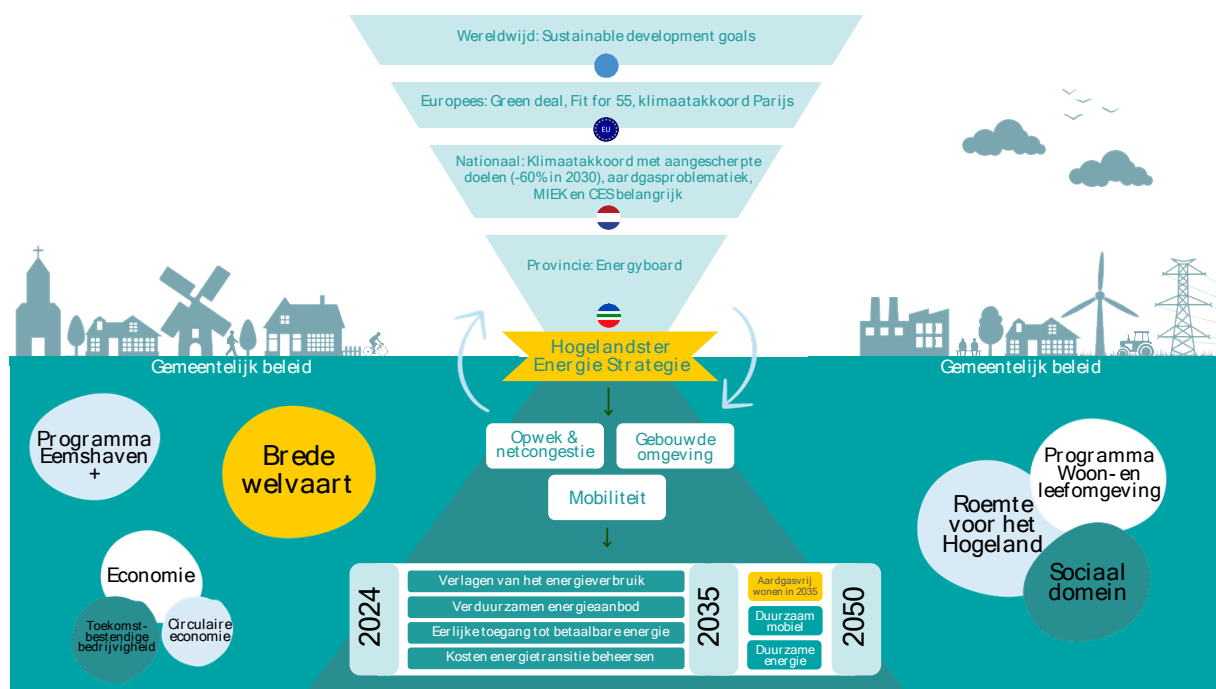 Wereldwijd: Sustainable development goals
Europees: Green deal, Fit for 55, klimaatakkoord Parijs
EU
Nationaal: Klimaatakkoord met aangescherpte
doelen (-60% in 2030), aardgasproblematiek,
MIEK en CES belangrijk
Provincie: Energyboard
Hogelandster
Energie Strategie
Gemeentelijk beleid
Gemeentelijk beleid
Programma
Eemshaven
+
Brede
welvaart
Economie
Toekomst-
bestendige
bedrijvigheid
Circulaire
economie
Opwek &
netcongestie
Gebouwde
omgeving
Mobiliteit
Programma
Woon- en
leefomgeving
Roemte
voor het
Hogeland
Sociaal
domein
2024
Verlagen van het energieverbuik
Verduurzamen energieaanbod
Eerlijke toegang tot betaalbare energie
Kosten energietransitie beheersen
2035
Aardgasvrij
wonen in 2035
Duurzaam
mobiel
Duurzame
energie
2050